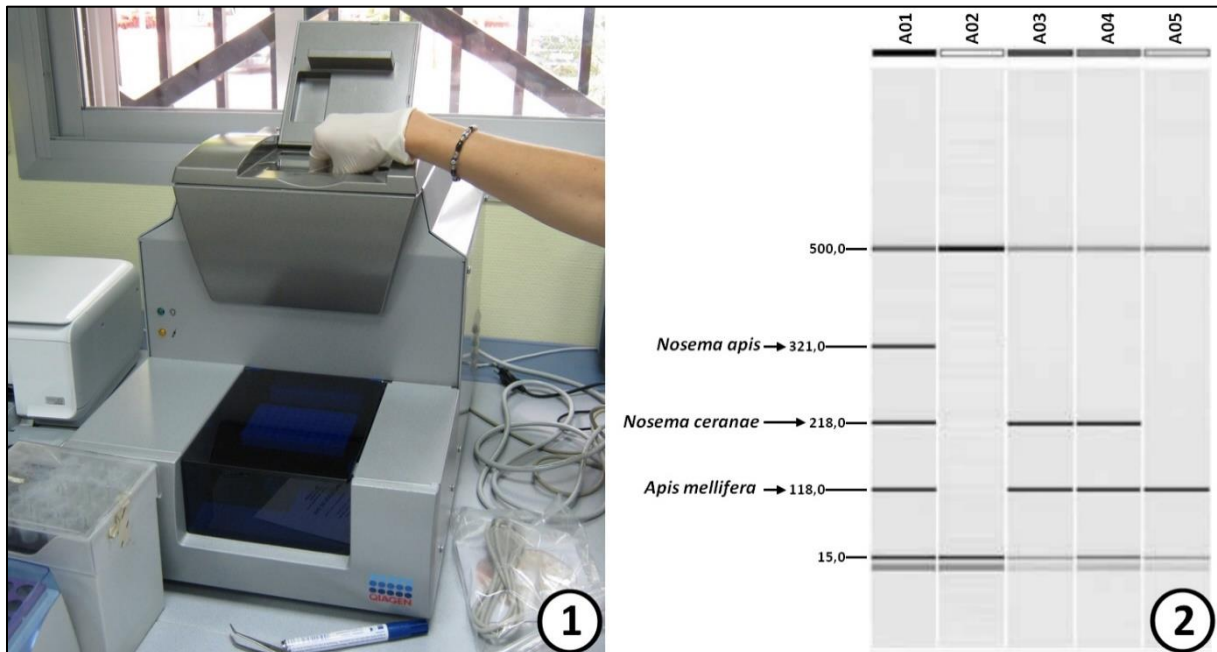 QIAGEN
1
A01 A02 A03 A04 A05
500,0
Nosema apis 321,0
Nosema ceranae 218,0
Apis mellifera 118,0
15,0
2